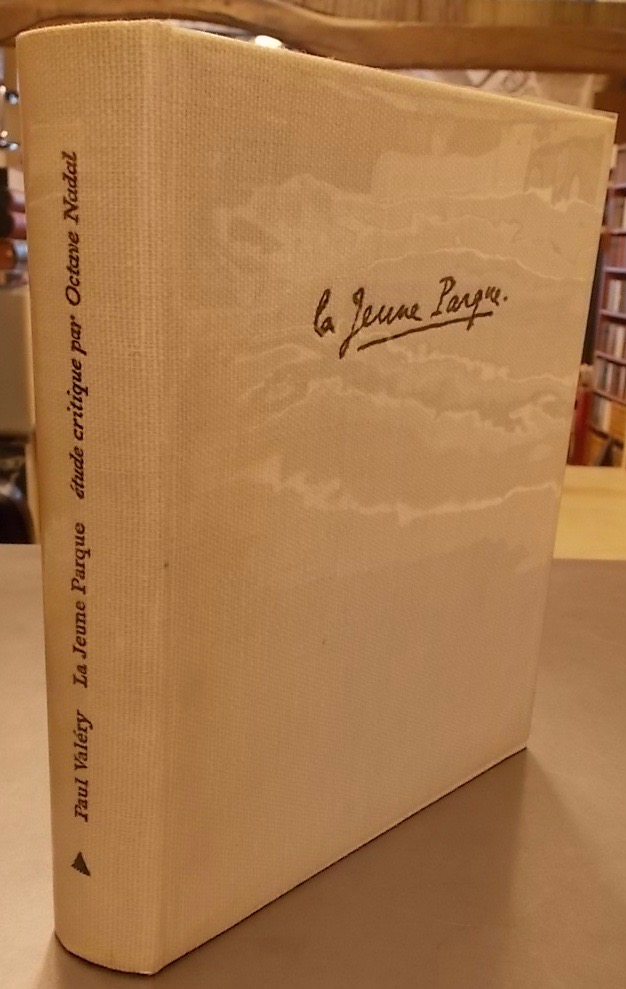 Paul Valéry La Jeune Parque étude critique par Octave Nadal
la Jeune Parque.